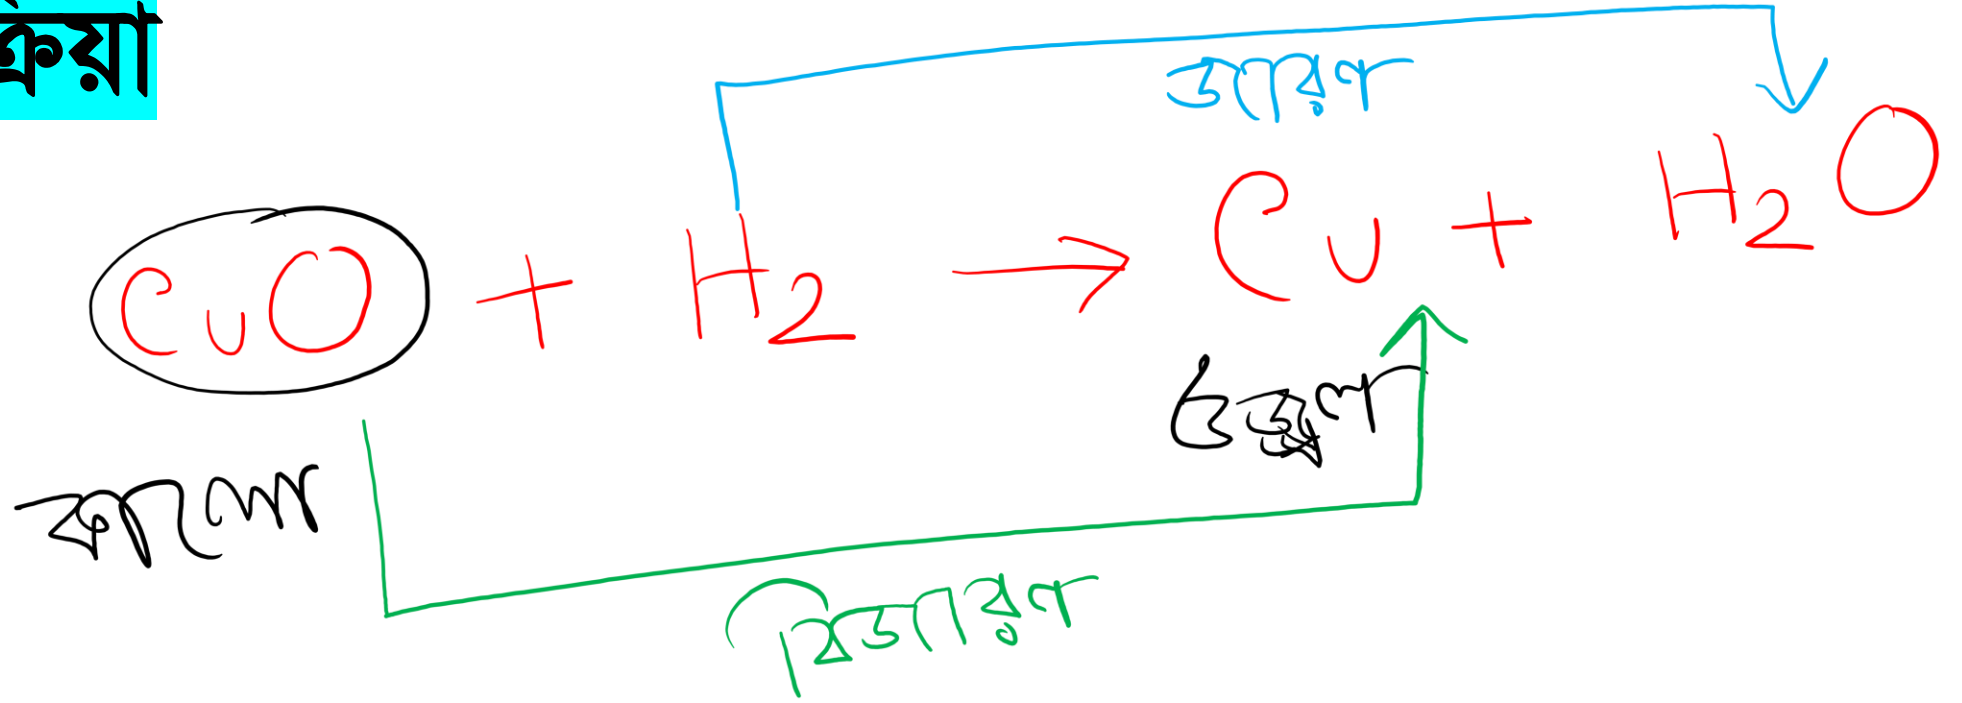 ক্রিয়া
জারণ
CuO + H2 → Cu + H2O
উজ্জ্বল
কালো
বিজারণ